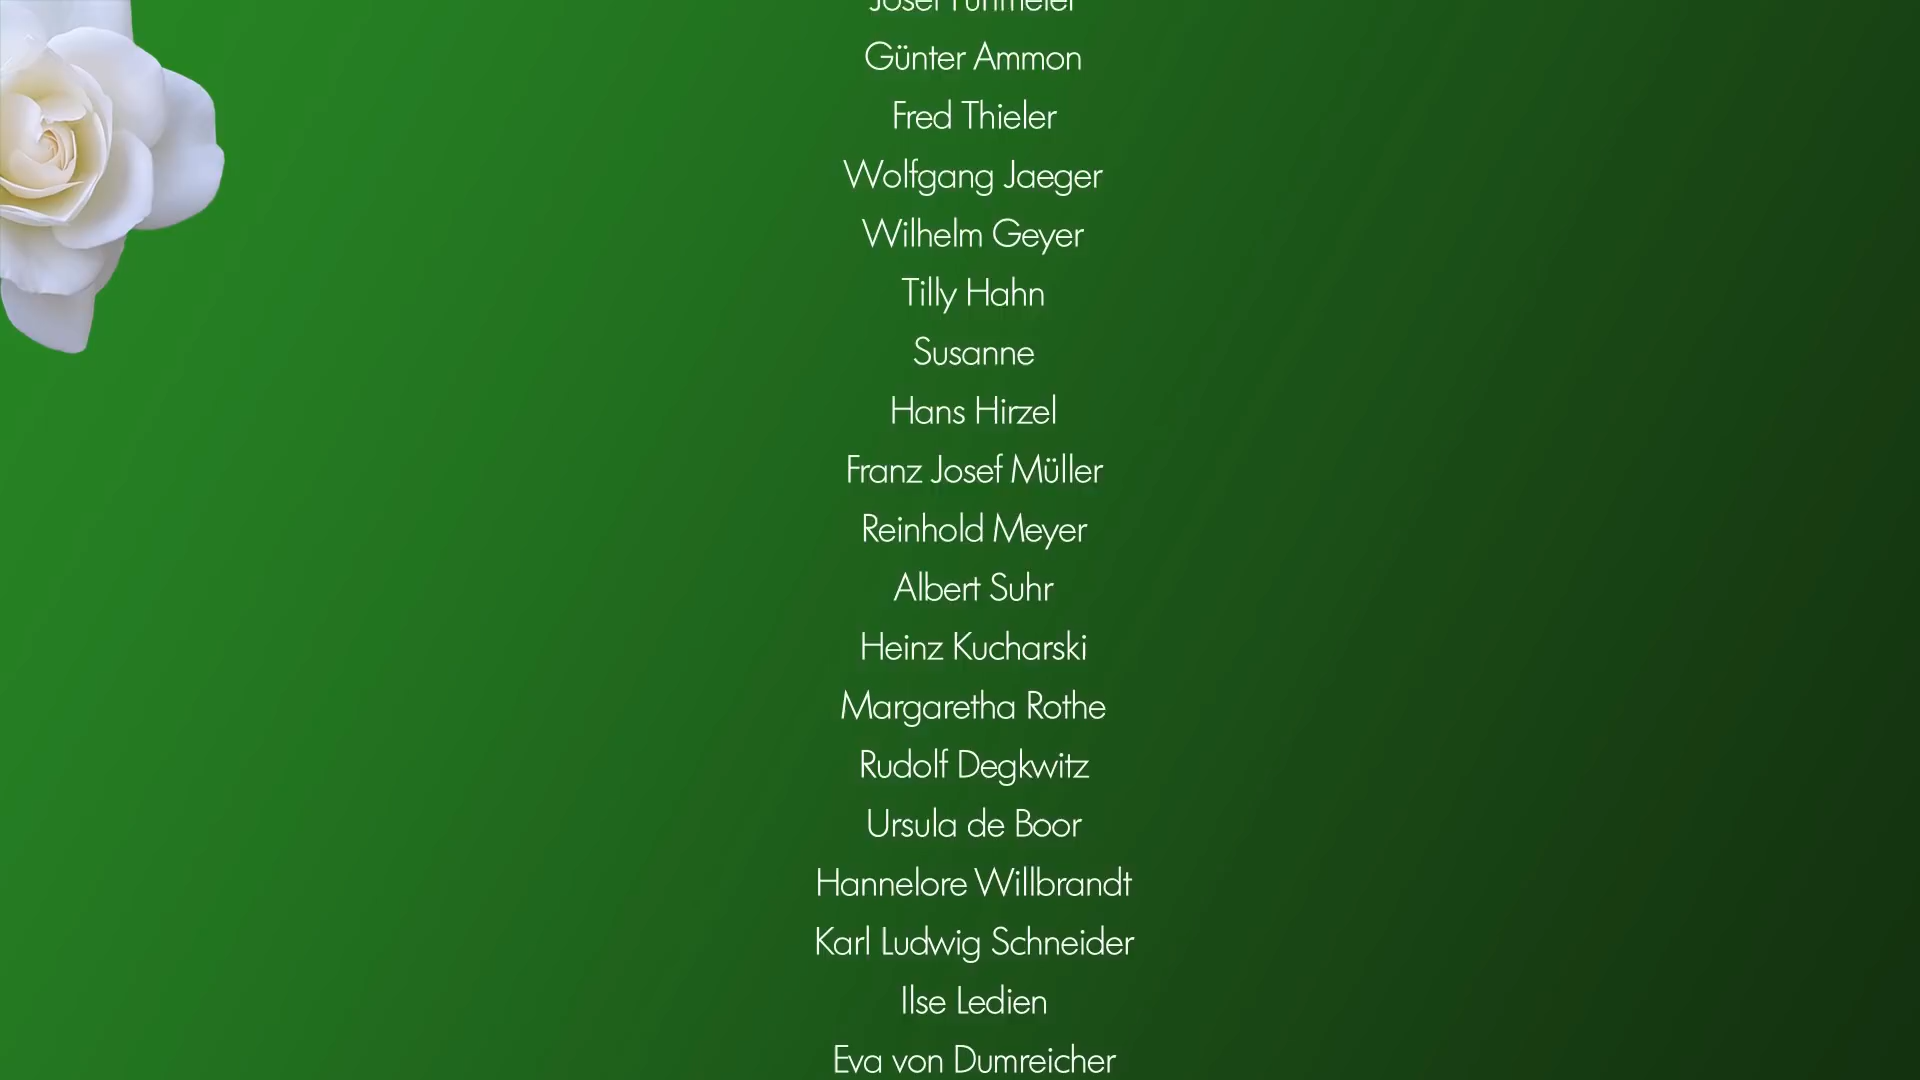 Josef Furtmeier
Günter Ammon
Fred Thieler
Wolfgang Jaeger
Wilhelm Geyer
Tilly Hahn
Susanne
Hans Hirzel
Franz Josef Müller
Reinhold Meyer
Albert Suhr
Heinz Kucharski
Margaretha Rothe
Rudolf Degkwitz
Ursula de Boor
Hannelore Willbrandt
Karl Ludwig Schneider
Ilse Ledien
Eva von Dumreicher